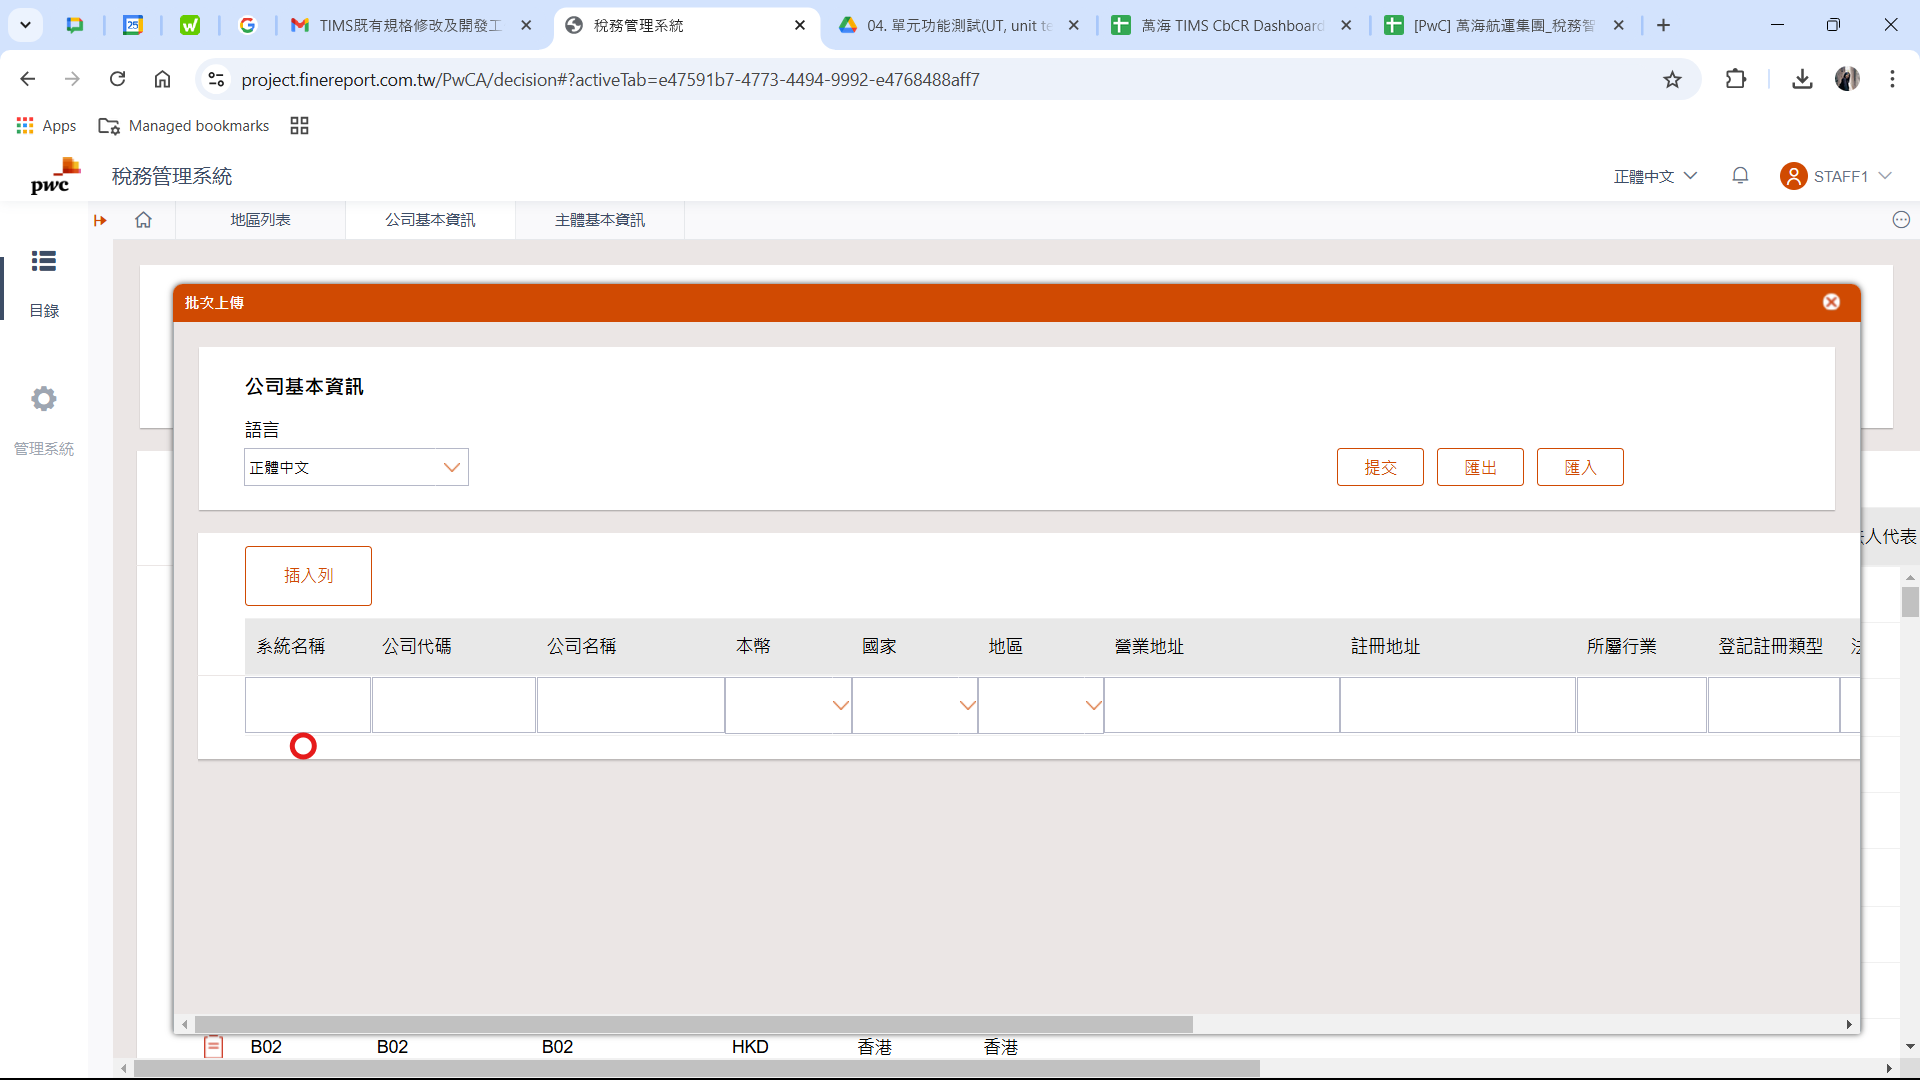 TIMS既有規格修改及開發工
稅務管理系統
04. 單元功能測試(UT, unit te
萬海 TIMS CbCR Dashboard
[PwC] 萬海航運集團_稅務智
project.finereport.com.tw/PwCA/decision#?activeTab=e47591b7-4773-4494-9992-e4768488aff7
Apps
Managed bookmarks
pwc
稅務管理系統
正體中文
STAFF1
地區列表
公司基本資訊
主體基本資訊
目錄
管理系統
批次上傳
公司基本資訊
語言
正體中文
提交
匯出
匯入
插入列
系統名稱
公司代碼
公司名稱
本幣
國家
地區
營業地址
註冊地址
所屬行業
登記註冊類型
法人代表
B02
B02
B02
HKD
香港
香港